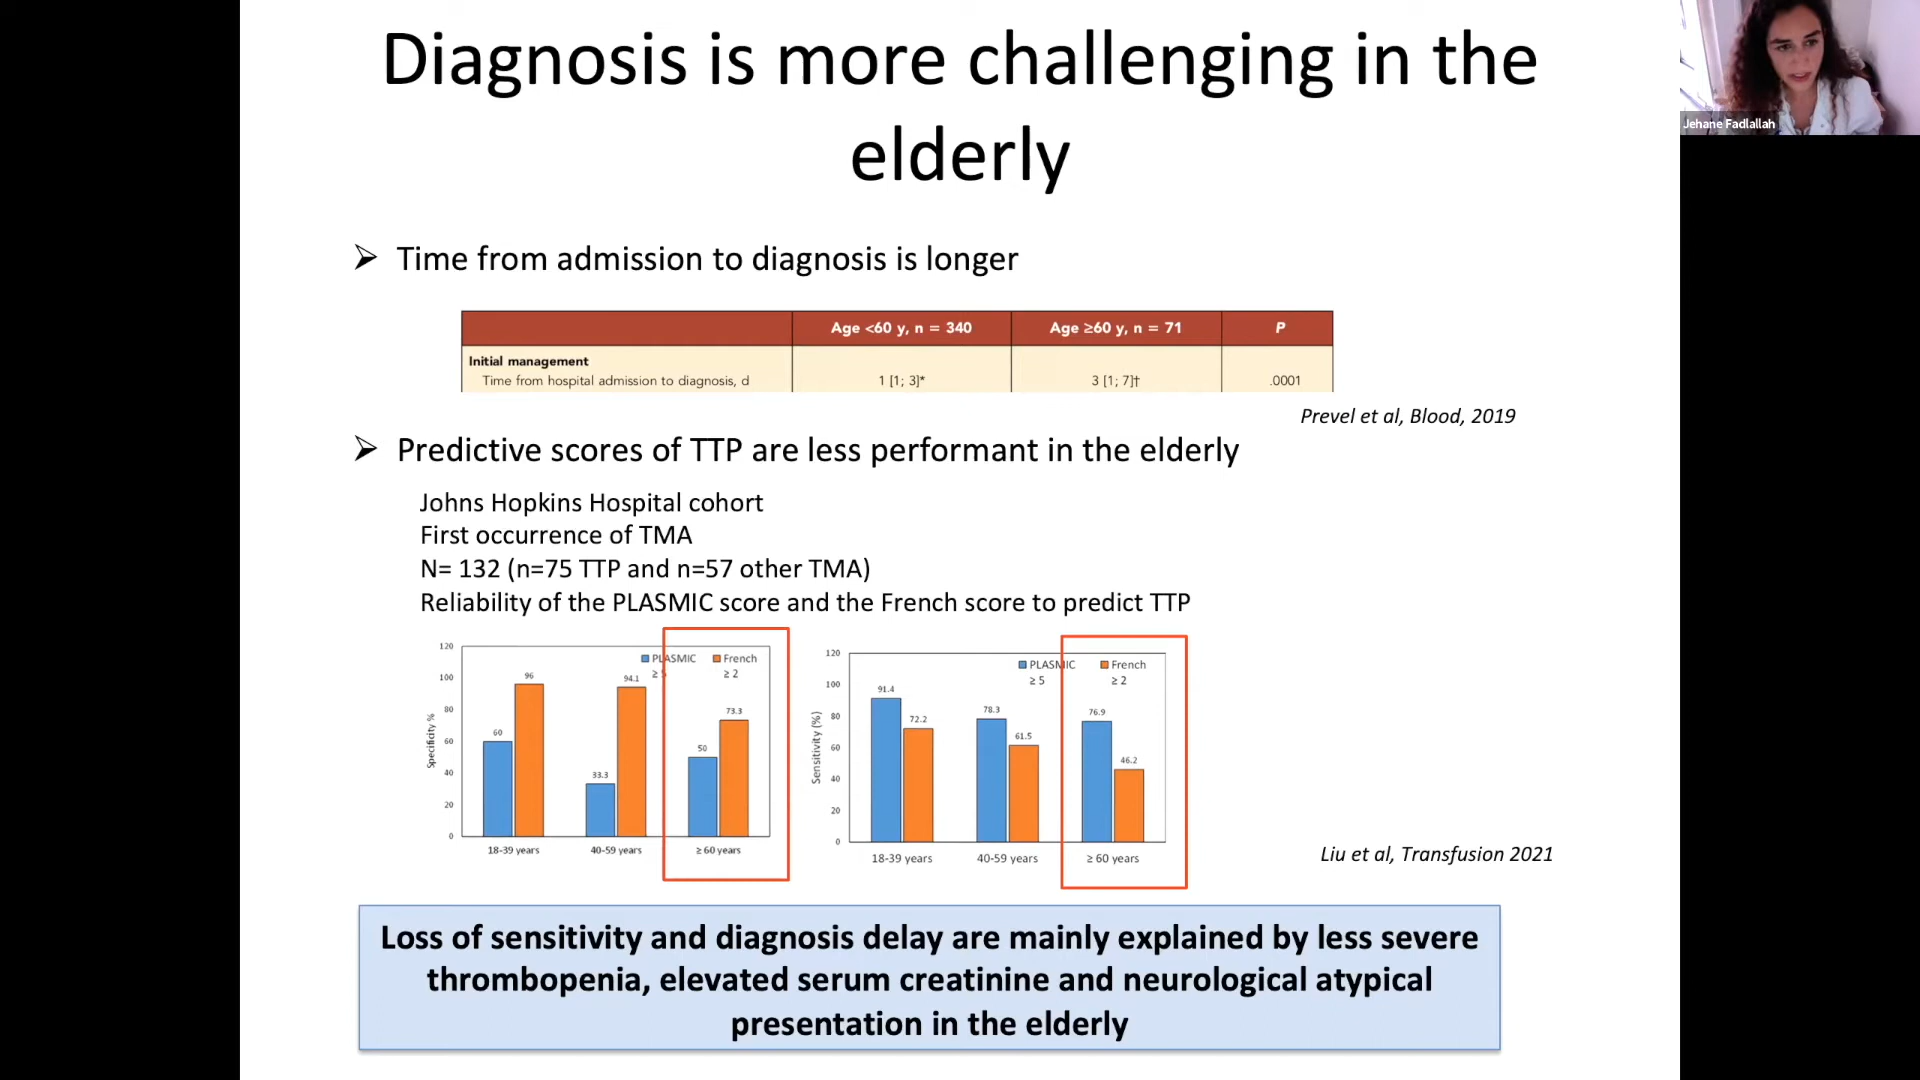 Diagnosis is more challenging in the
elderly
Jehane Fadlallah
➢ Time from admission to diagnosis is longer
Age <60 y, n = 340 Age ≥60 y, n = 71 P
Initial management
Time from hospital admission to diagnosis, d 1 [1; 3]* 3 [1; 7]† .0001
Prevel et al, Blood, 2019
➢ Predictive scores of TTP are less performant in the elderly
Johns Hopkins Hospital cohort
First occurrence of TMA
N= 132 (n=75 TTP and n=57 other TMA)
Reliability of the PLASMIC score and the French score to predict TTP
Specificity %
120
100
80
60
40
20
0
PLASMIC French
≥ 5 ≥ 2
60 96 33.3 94.1 50 73.3
18-39 years 40-59 years ≥ 60 years
Sensitivity (%)
120
100
80
60
40
20
0
PLASMIC French
≥ 5 ≥ 2
91.4 72.2 78.3 61.5 76.9 46.2
18-39 years 40-59 years ≥ 60 years
Liu et al, Transfusion 2021
Loss of sensitivity and diagnosis delay are mainly explained by less severe
thrombopenia, elevated serum creatinine and neurological atypical
presentation in the elderly